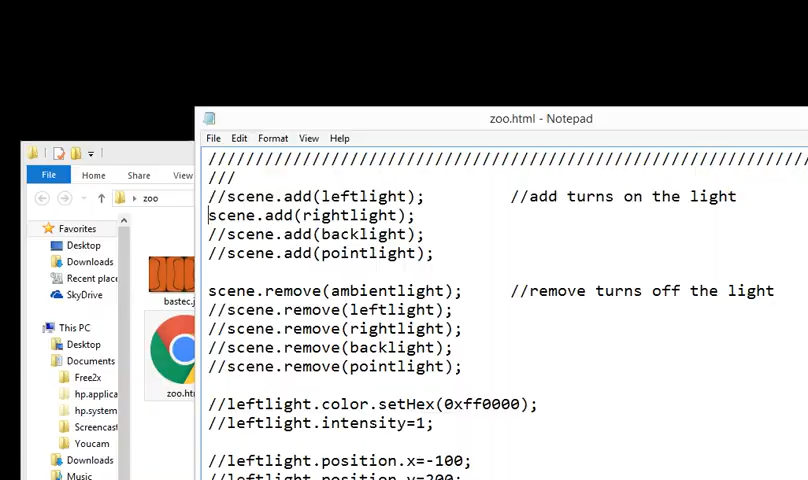 zoo.html - Notepad
File Edit Format View Help
////////////////////////////////////////////////////////////////
///
//scene.add(leftlight); //add turns on the light
scene.add(rightlight);
//scene.add(backlight);
//scene.add(pointlight);
scene.remove(ambientlight); //remove turns off the light
//scene.remove(leftlight);
//scene.remove(rightlight);
//scene.remove(backlight);
//scene.remove(pointlight);
//leftlight.color.setHex(0xff0000);
//leftlight.intensity=1;
//leftlight.position.x=-100;
//leftlight.position.y=200;
File Home Share View
zoo
Favorites
Desktop
Downloads
Recent place
SkyDrive
This PC
Desktop
Documents
Free2x
hp.applica
hp.system
Screencast
Youcam
Downloads
Music
bastec.j
zoo.ht